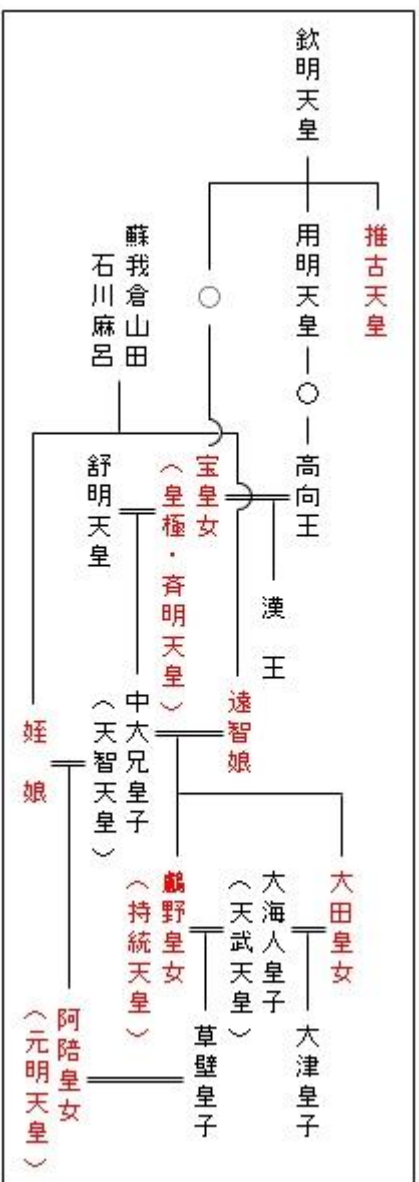 欽明天皇
推古天皇
用明天皇
○
○
高向王
蘇我倉山田
石川麻呂
宝皇女
(皇極・斉明天皇)
舒明天皇
漢王
遠智娘
中大兄皇子
(天智天皇)
姪娘
大田皇女
大海人皇子
(天武天皇)
鸕野皇女
(持統天皇)
大津皇子
草壁皇子
阿陪皇女
(元明天皇)